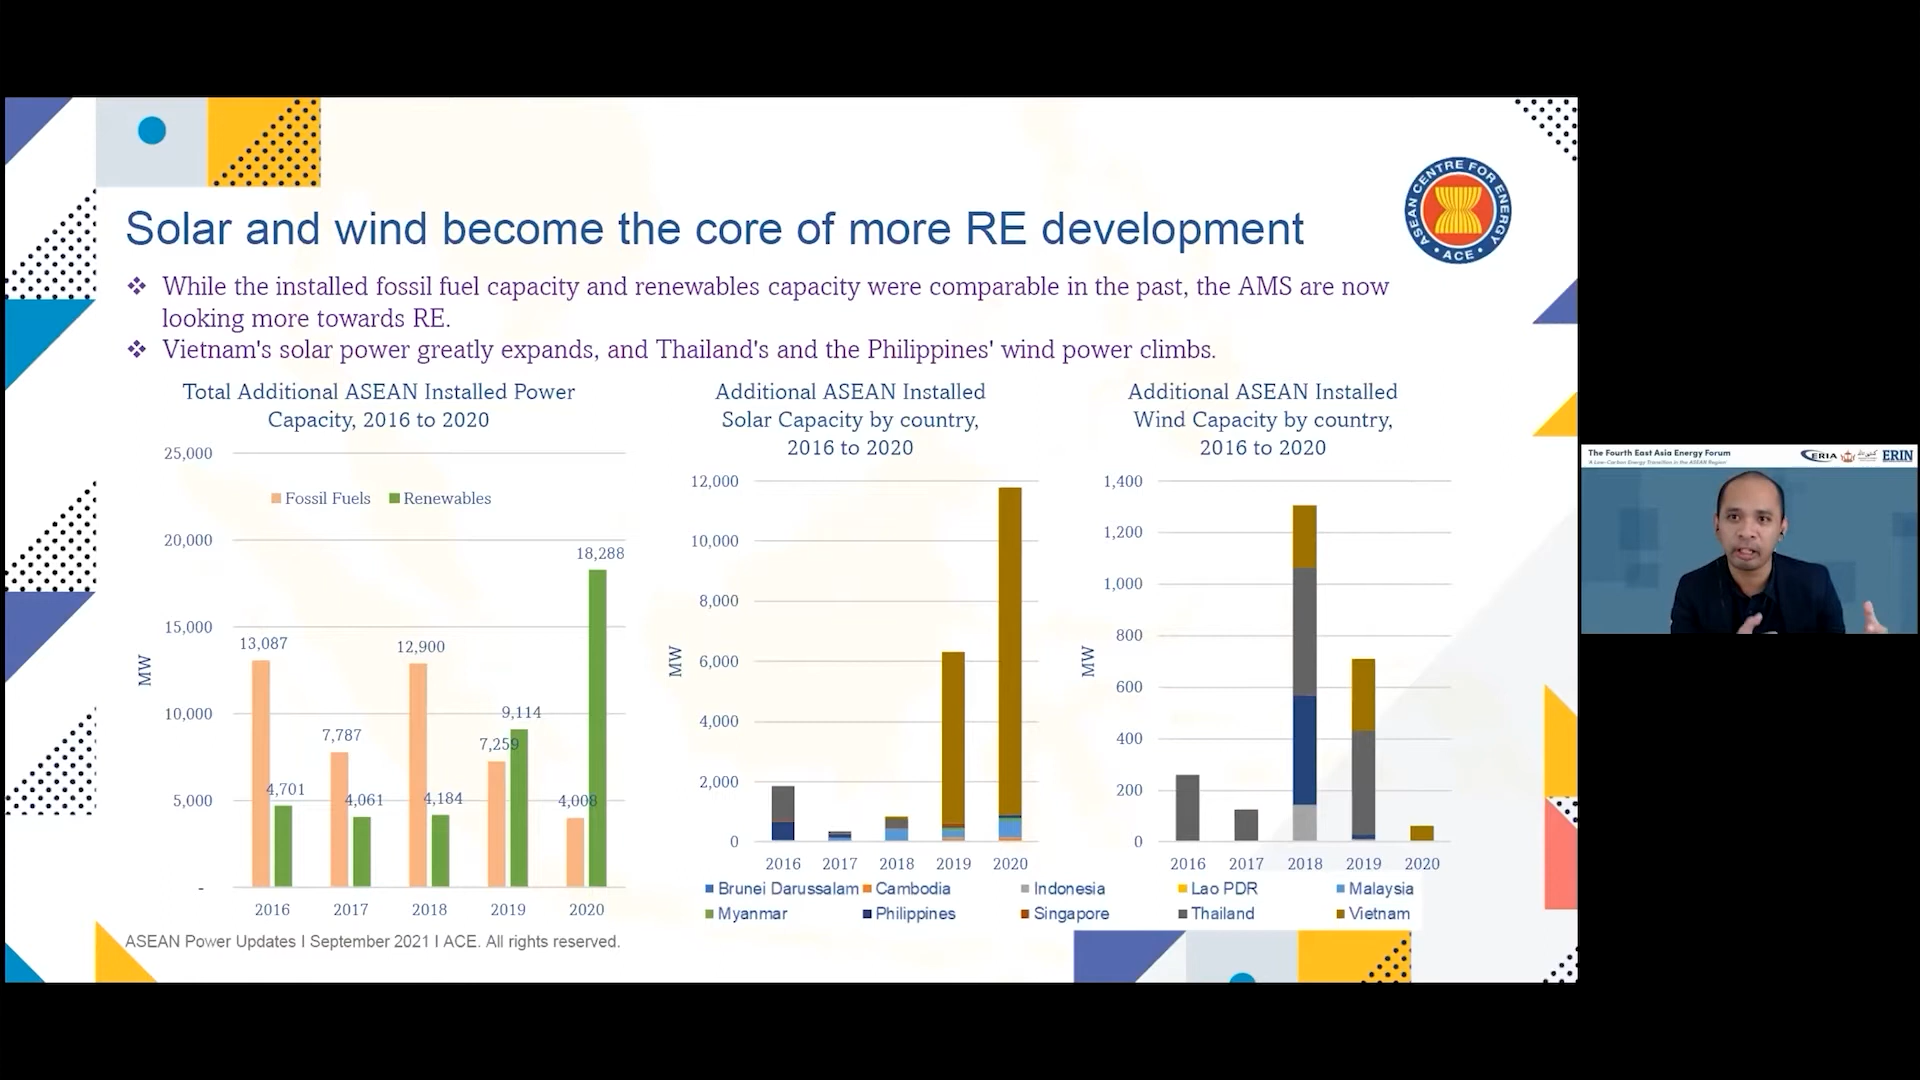 Solar and wind become the core of more RE development
ASEAN CENTRE FOR ENERGY
• ACE •
❖ While the installed fossil fuel capacity and renewables capacity were comparable in the past, the AMS are now
looking more towards RE.
❖ Vietnam's solar power greatly expands, and Thailand's and the Philippines' wind power climbs.
Total Additional ASEAN Installed Power
Capacity, 2016 to 2020
25,000
20,000
15,000
10,000
5,000
-
MW
Fossil Fuels
Renewables
13,087
4,701
7,787
4,061
12,900
4,184
7,259
9,114
4,008
18,288
2016 2017 2018 2019 2020
Additional ASEAN Installed
Solar Capacity by country,
2016 to 2020
12,000
10,000
8,000
6,000
4,000
2,000
0
MW
2016 2017 2018 2019 2020
Additional ASEAN Installed
Wind Capacity by country,
2016 to 2020
1,400
1,200
1,000
800
600
400
200
0
MW
2016 2017 2018 2019 2020
Brunei Darussalam Cambodia Indonesia Lao PDR Malaysia
Myanmar Philippines Singapore Thailand Vietnam
ASEAN Power Updates I September 2021 I ACE. All rights reserved.
The Fourth East Asia Energy Forum
'A Low-Carbon Energy Transition in the ASEAN Region'
ERIA
ERIN